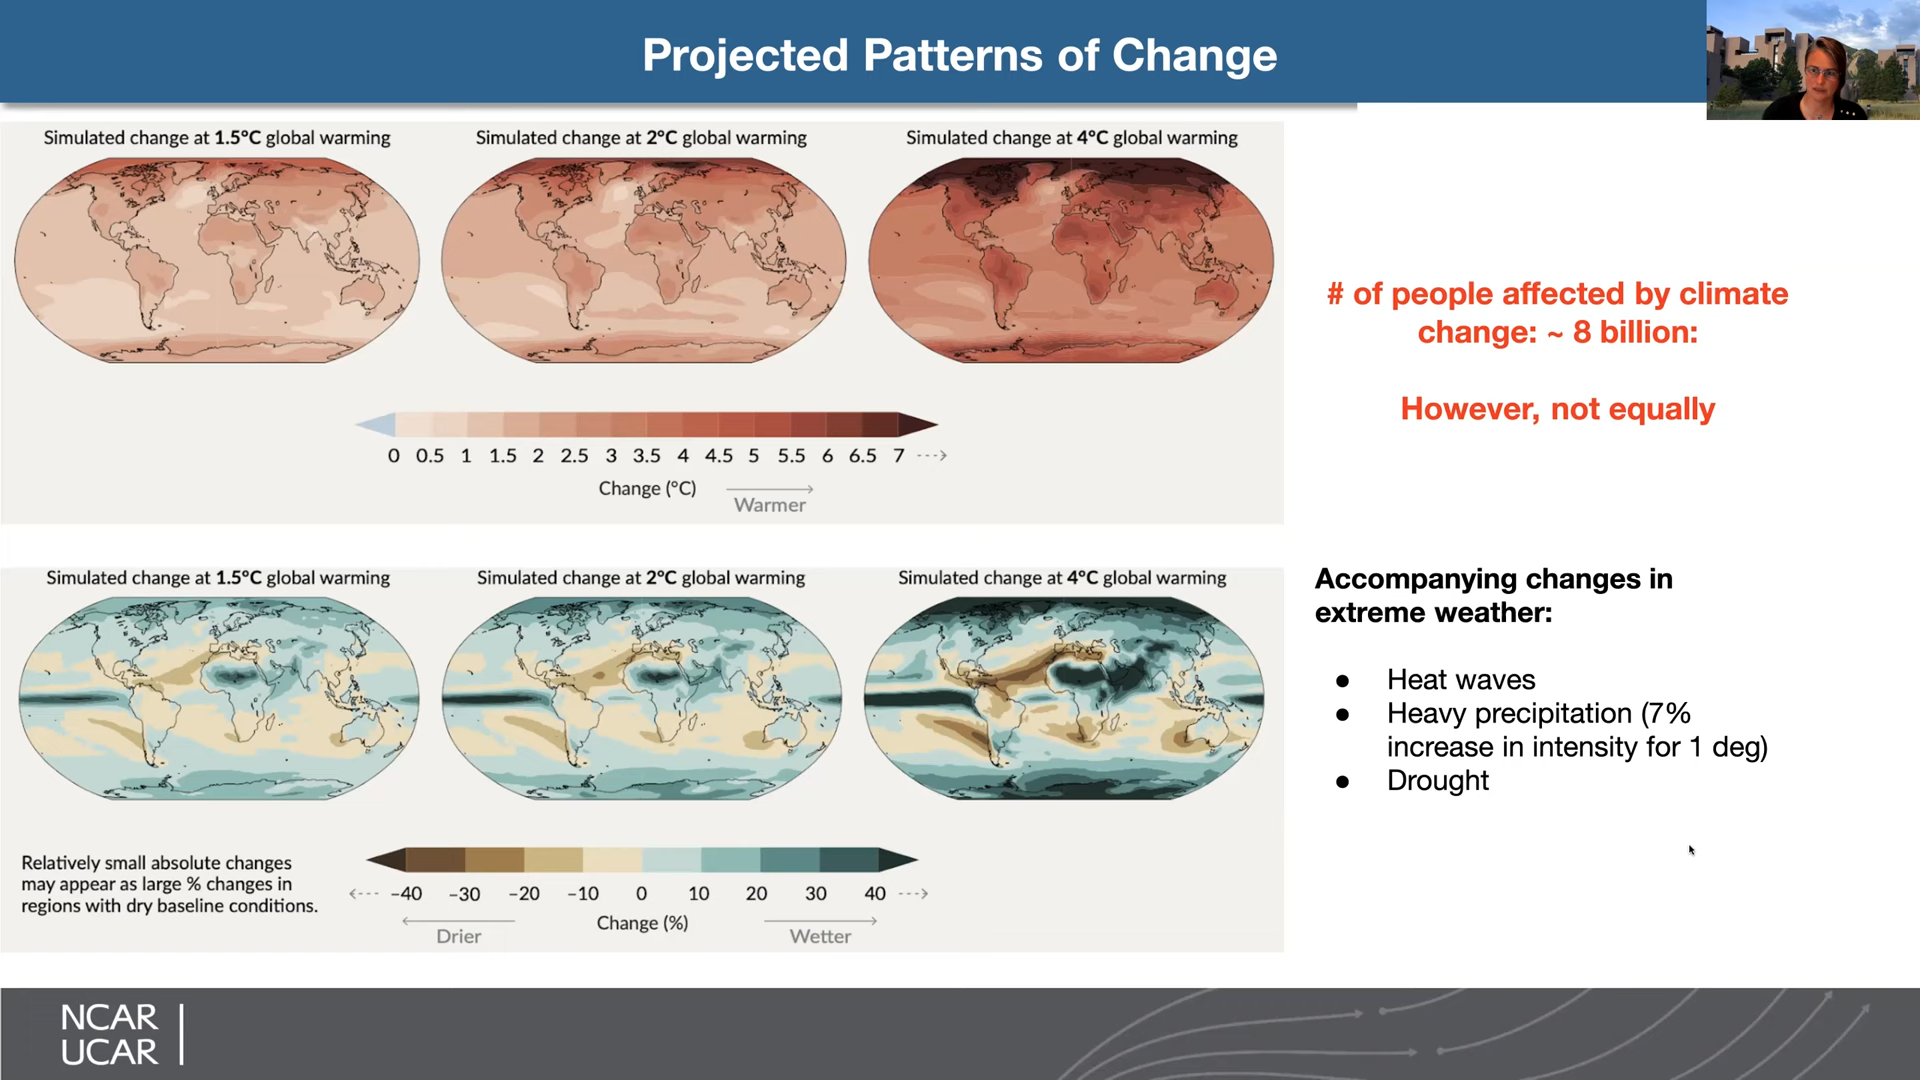 Projected Patterns of Change
Simulated change at 1.5°C global warming
Simulated change at 2°C global warming
Simulated change at 4°C global warming
0 0.5 1 1.5 2 2.5 3 3.5 4 4.5 5 5.5 6 6.5 7
Change (°C)
Warmer
# of people affected by climate
change: ~ 8 billion:
However, not equally
Simulated change at 1.5°C global warming
Simulated change at 2°C global warming
Simulated change at 4°C global warming
Relatively small absolute changes
may appear as large % changes in
regions with dry baseline conditions.
−40 −30 −20 −10 0 10 20 30 40
Change (%)
Drier
Wetter
Accompanying changes in
extreme weather:
● Heat waves
● Heavy precipitation (7%
increase in intensity for 1 deg)
● Drought
NCAR
UCAR